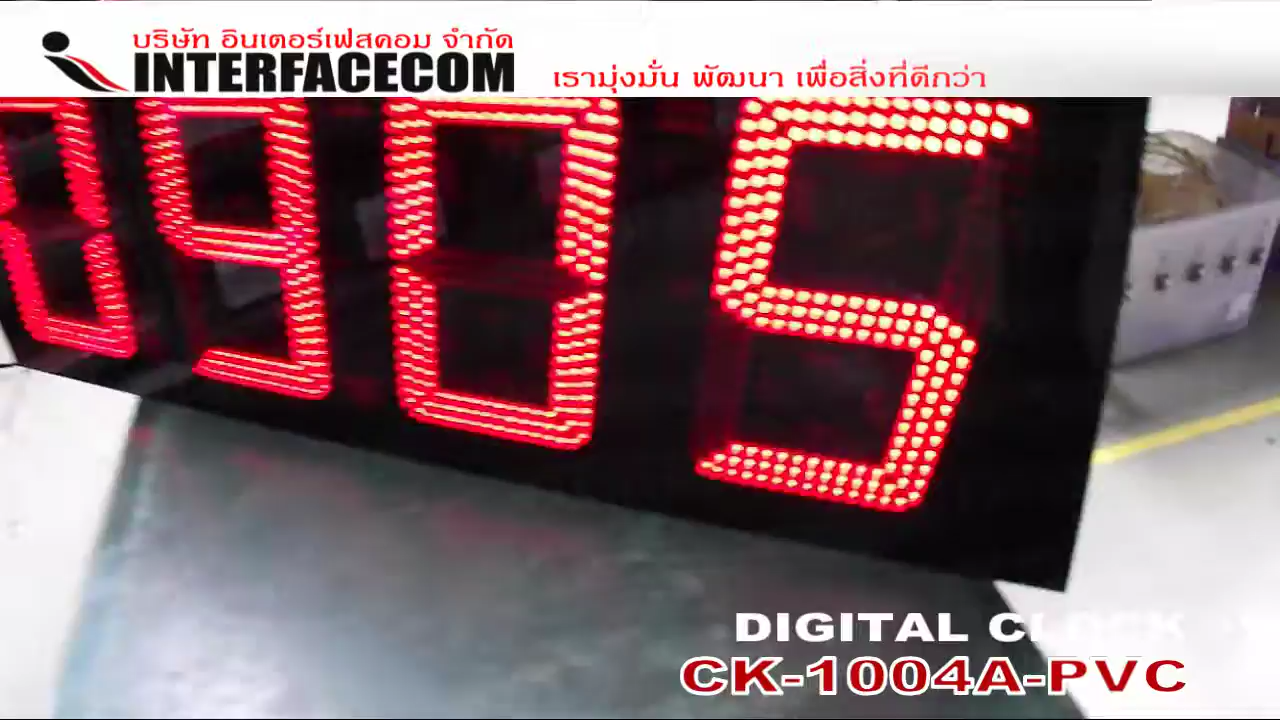 บริษัท อินเตอร์เฟสคอม จำกัด
INTERFACECOM
เรามุ่งมั่น พัฒนา เพื่อสิ่งที่ดีกว่า
0905
DIGITAL CLOCK
CK-1004A-PVC